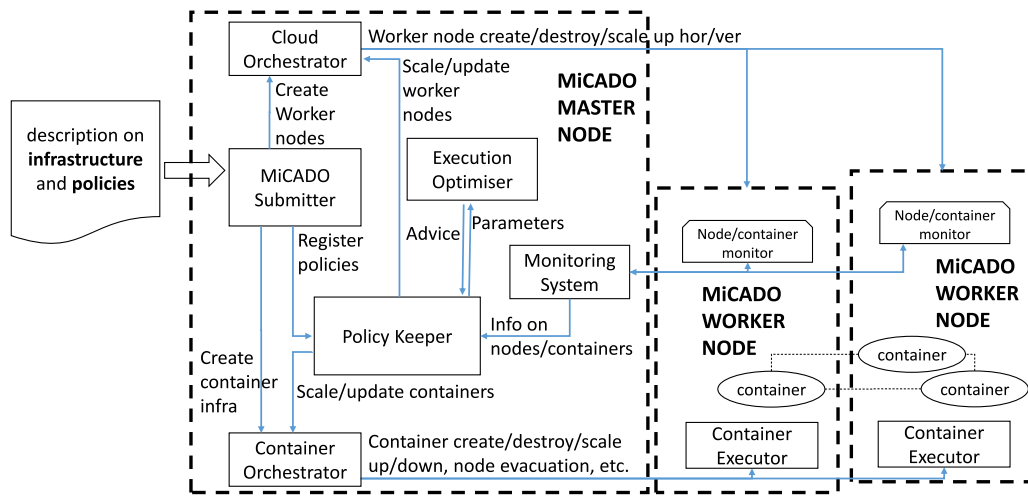 description on
infrastructure
and policies
Cloud
Orchestrator
Worker node create/destroy/scale up hor/ver
Scale/update
worker
nodes
Create
Worker
nodes
MiCADO
MASTER
NODE
MiCADO
Submitter
Execution
Optimiser
Advice
Parameters
Register
policies
Monitoring
System
Policy Keeper
Info on
nodes/containers
Create
container
infra
Scale/update containers
Container
Orchestrator
Container create/destroy/scale
up/down, node evacuation, etc.
Node/container
monitor
MiCADO
WORKER
NODE
container
Container
Executor
Node/container
monitor
MiCADO
WORKER
NODE
container
container
Container
Executor